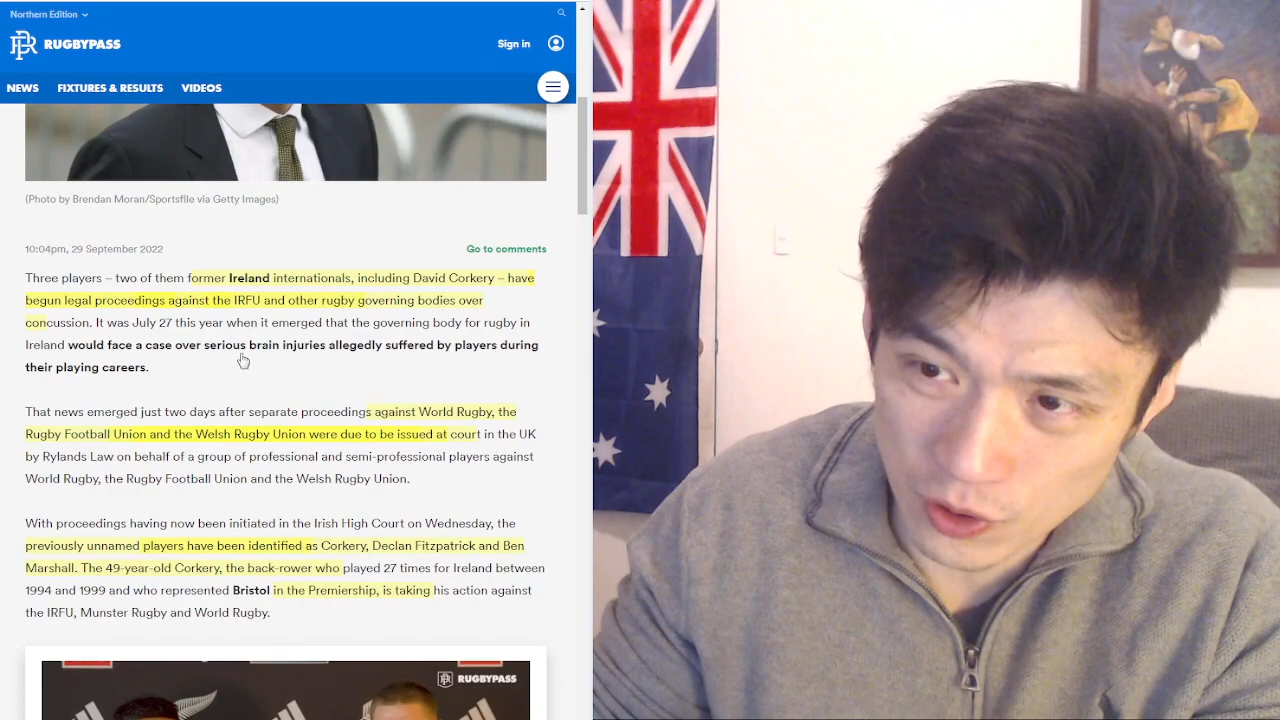 Northern Edition
RUGBYPASS
Sign in
NEWS FIXTURES & RESULTS VIDEOS
(Photo by Brendan Moran/Sportsfile via Getty Images)
10:04pm, 29 September 2022 Go to comments
Three players – two of them former Ireland internationals, including David Corkery – have
begun legal proceedings against the IRFU and other rugby governing bodies over
concussion. It was July 27 this year when it emerged that the governing body for rugby in
Ireland would face a case over serious brain injuries allegedly suffered by players during
their playing careers.
That news emerged just two days after separate proceedings against World Rugby, the
Rugby Football Union and the Welsh Rugby Union were due to be issued at court in the UK
by Rylands Law on behalf of a group of professional and semi-professional players against
World Rugby, the Rugby Football Union and the Welsh Rugby Union.
With proceedings having now been initiated in the Irish High Court on Wednesday, the
previously unnamed players have been identified as Corkery, Declan Fitzpatrick and Ben
Marshall. The 49-year-old Corkery, the back-rower who played 27 times for Ireland between
1994 and 1999 and who represented Bristol in the Premiership, is taking his action against
the IRFU, Munster Rugby and World Rugby.
RUGBYPASS